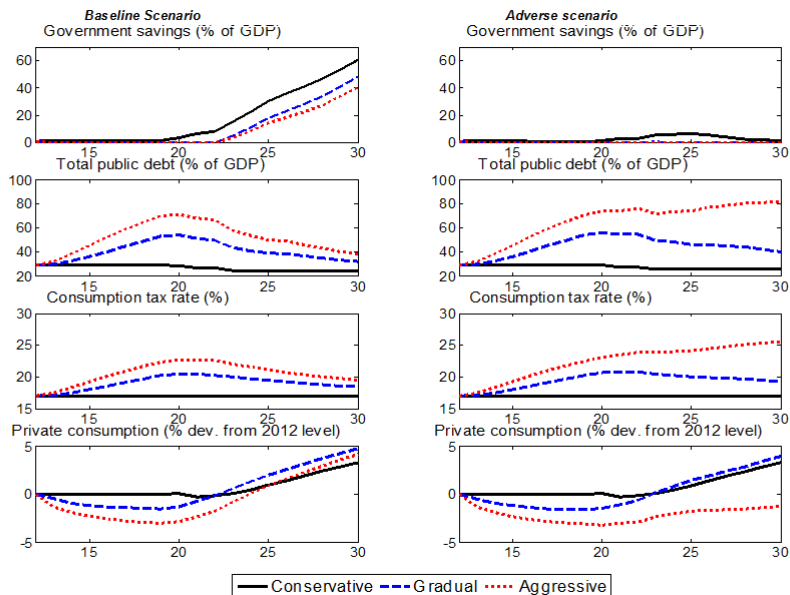 Baseline Scenario
Government savings (% of GDP)
60
40
20
0
15 20 25 30
Total public debt (% of GDP)
100
80
60
40
20
15 20 25 30
Consumption tax rate (%)
30
25
20
15
15 20 25 30
Private consumption (% dev. from 2012 level)
5
0
-5
15 20 25 30
Adverse scenario
Government savings (% of GDP)
60
40
20
0
15 20 25 30
Total public debt (% of GDP)
100
80
60
40
20
15 20 25 30
Consumption tax rate (%)
30
25
20
15
15 20 25 30
Private consumption (% dev. from 2012 level)
5
0
-5
15 20 25 30
Conservative Gradual Aggressive